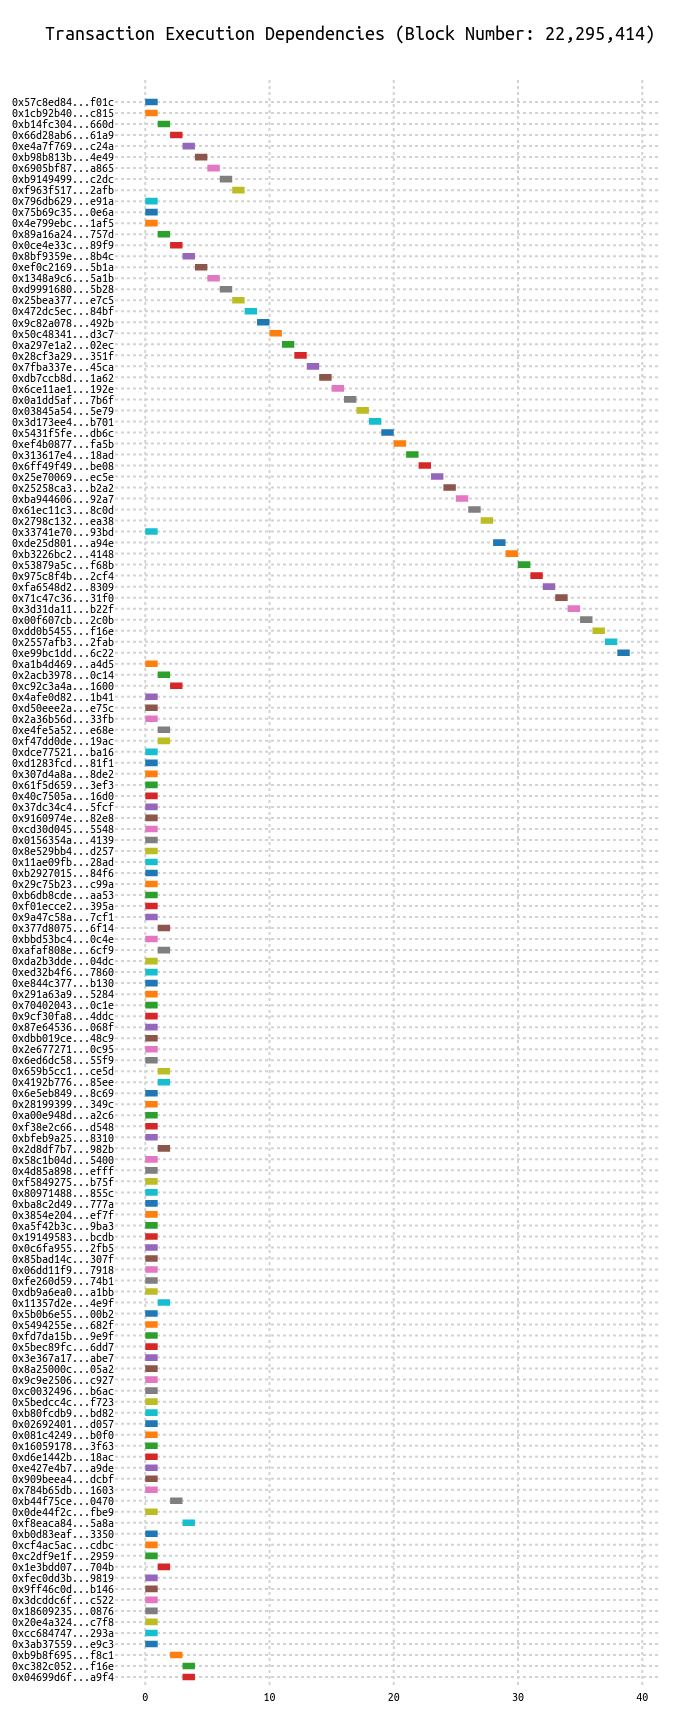 Transaction Execution Dependencies (Block Number: 22,295,414)
0x57c8ed84...f01c
0x1cb92b40...c815
0xb14fc304...660d
0x66d28ab6...61a9
0xe4a7f769...c24a
0xb98b813b...4e49
0x6905bf87...a865
0xb9149499...c2dc
0xf963f517...2afb
0x796db629...e91a
0x75b69c35...0e6a
0x4e799ebc...1af5
0x89a16a24...757d
0x0ce4e33c...89f9
0x8bf9359e...8b4c
0xef0c2169...5b1a
0x1348a9c6...5a1b
0xd9991680...5b28
0x25bea377...e7c5
0x472dc5ec...84bf
0x9c82a078...492b
0x50c48341...d3c7
0xa297e1a2...02ec
0x28cf3a29...351f
0x7fba337e...45ca
0xdb7ccb8d...1a62
0x6ce11ae1...192e
0x0a1dd5af...7b6f
0x03845a54...5e79
0x3d173ee4...b701
0x5431f5fe...db6c
0xef4b0877...fa5b
0x313617e4...18ad
0x6ff49f49...be08
0x25e70069...ec5e
0x25258ca3...b2a2
0xba944606...92a7
0x61ec11c3...8c0d
0x2798c132...ea38
0x33741e70...93bd
0xde25d801...a94e
0xb3226bc2...4148
0x53879a5c...f68b
0x975c8f4b...2cf4
0xfa6548d2...8309
0x71c47c36...31f0
0x3d31da11...b22f
0x00f607cb...2c0b
0xdd0b5455...f16e
0x2557afb3...2fab
0xe99bc1dd...6c22
0xa1b4d469...a4d5
0x2acb3978...0c14
0xc92c3a4a...1600
0x4afe0d82...1b41
0xd50eee2a...e75c
0x2a36b56d...33fb
0xe4fe5a52...e68e
0xf47dd0de...19ac
0xdce77521...ba16
0xd1283fcd...81f1
0x307d4a8a...8de2
0x61f5d659...3ef3
0x40c7505a...16d0
0x37dc34c4...5fcf
0x9160974e...82e8
0xcd30d045...5548
0x0156354a...4139
0x8e529bb4...d257
0x11ae09fb...28ad
0xb2927015...84f6
0x29c75b23...c99a
0xb6db8cde...aa53
0xf01ecce2...395a
0x9a47c58a...7cf1
0x377d8075...6f14
0xbbd53bc4...0c4e
0xafaf808e...6cf9
0xda2b3dde...04dc
0xed32b4f6...7860
0xe844c377...b130
0x291a63a9...5284
0x70402043...0c1e
0x9cf30fa8...4ddc
0x87e64536...068f
0xdbb019ce...48c9
0x2e677271...0c95
0x6ed6dc58...55f9
0x659b5cc1...ce5d
0x4192b776...85ee
0x6e5eb849...8c69
0x28199399...349c
0xa00e948d...a2c6
0xf38e2c66...d548
0xbfeb9a25...8310
0x2d8df7b7...982b
0x58c1b04d...5400
0x4d85a898...efff
0xf5849275...b75f
0x80971488...855c
0xba8c2d49...777a
0x3854e204...ef7f
0xa5f42b3c...9ba3
0x19149583...bcdb
0x0c6fa955...2fb5
0x85bad14c...307f
0x06dd11f9...7918
0xfe260d59...74b1
0xdb9a6ea0...a1bb
0x11357d2e...4e9f
0x5b0b6e55...00b2
0x5494255e...682f
0xfd7da15b...9e9f
0x5bec89fc...6dd7
0x3e367a17...abe7
0x8a25000c...05a2
0x9c9e2506...c927
0xc0032496...b6ac
0x5bedcc4c...f723
0xb80fcdb9...bd82
0x02692401...d057
0x081c4249...b0f0
0x16059178...3f63
0xd6e1442b...18ac
0xe427e4b7...a9de
0x909beea4...dcbf
0x784b65db...1603
0xb44f75ce...0470
0x0de44f2c...fbe9
0xf8eaca84...5a8a
0xb0d83eaf...3350
0xcf4ac5ac...cdbc
0xc2df9e1f...2959
0x1e3bdd07...704b
0xfec0dd3b...9819
0x9ff46c0d...b146
0x3dcddc6f...c522
0x18609235...0876
0x20e4a324...c7f8
0xcc684747...293a
0x3ab37559...e9c3
0xb9b8f695...f8c1
0xc382c052...f16e
0x04699d6f...a9f4
0 10 20 30 40